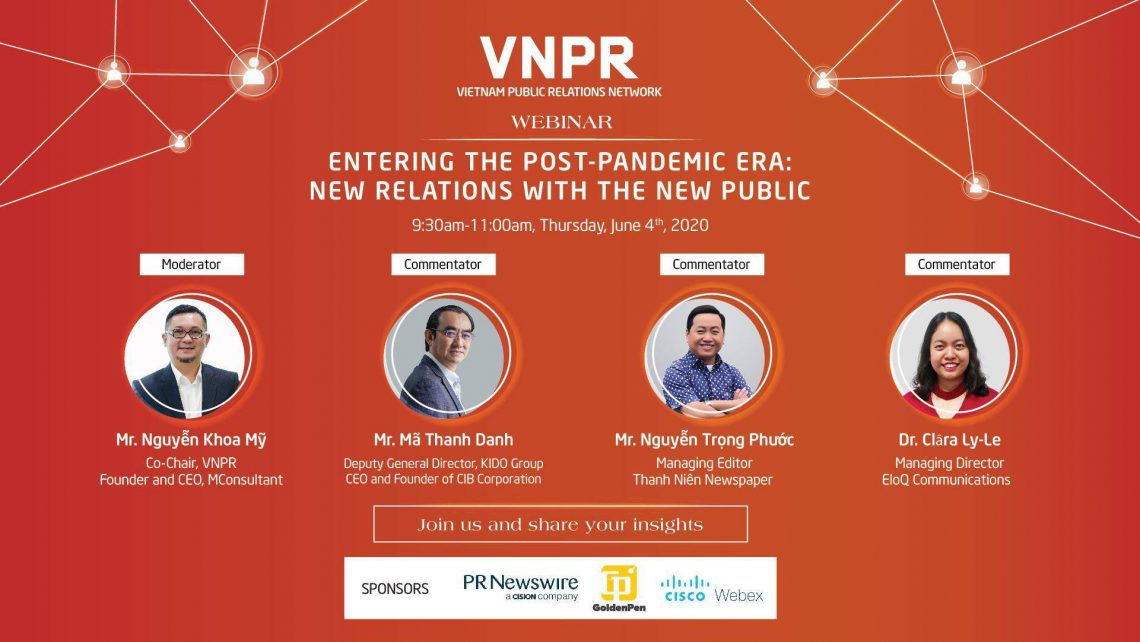 VNPR
VIETNAM PUBLIC RELATIONS NETWORK
WEBINAR
ENTERING THE POST-PANDEMIC ERA:
NEW RELATIONS WITH THE NEW PUBLIC
9:30am-11:00am, Thursday, June 4th, 2020
Moderator
Mr. Nguyễn Khoa Mỹ
Co-Chair, VNPR
Founder and CEO, MConsultant
Commentator
Mr. Mã Thanh Danh
Deputy General Director, KIDO Group
CEO and Founder of CIB Corporation
Commentator
Mr. Nguyễn Trọng Phước
Managing Editor
Thanh Niên Newspaper
Commentator
Dr. Clāra Ly-Le
Managing Director
EloQ Communications
Join us and share your insights
SPONSORS
PR Newswire
a CISION company
GoldenPen
CISCO Webex